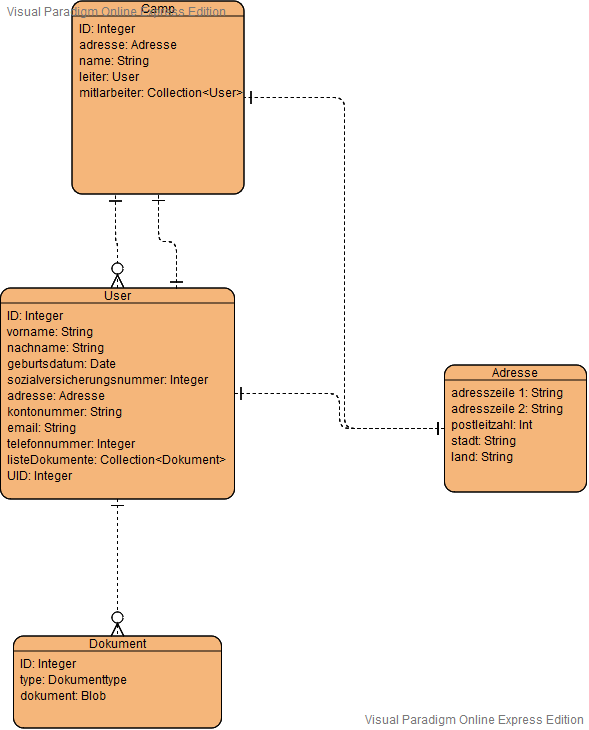 Visual Paradigm Online Express Edition
Camp
ID: Integer
adresse: Adresse
name: String
leiter: User
mitlarbeiter: Collection<User>
User
ID: Integer
vorname: String
nachname: String
geburtsdatum: Date
sozialversicherungsnummer: Integer
adresse: Adresse
kontonummer: String
email: String
telefonnummer: Integer
listeDokumente: Collection<Dokument>
UID: Integer
Adresse
adresszeile 1: String
adresszeile 2: String
postleitzahl: Int
stadt: String
land: String
Dokument
ID: Integer
type: Dokumenttype
dokument: Blob
Visual Paradigm Online Express Edition